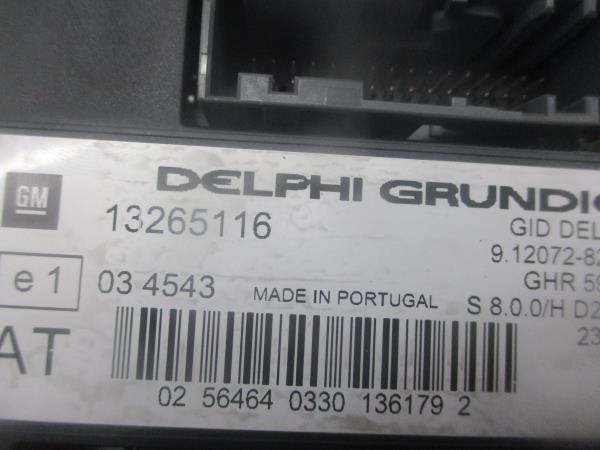 DELPHI GRUNDIG
GM
13265116
GID DEL
9.12072-82
e1
03 4543
MADE IN PORTUGAL
GHR 59
S 8.0.0/H D2
23
AT
02 56464 0330 136179 2